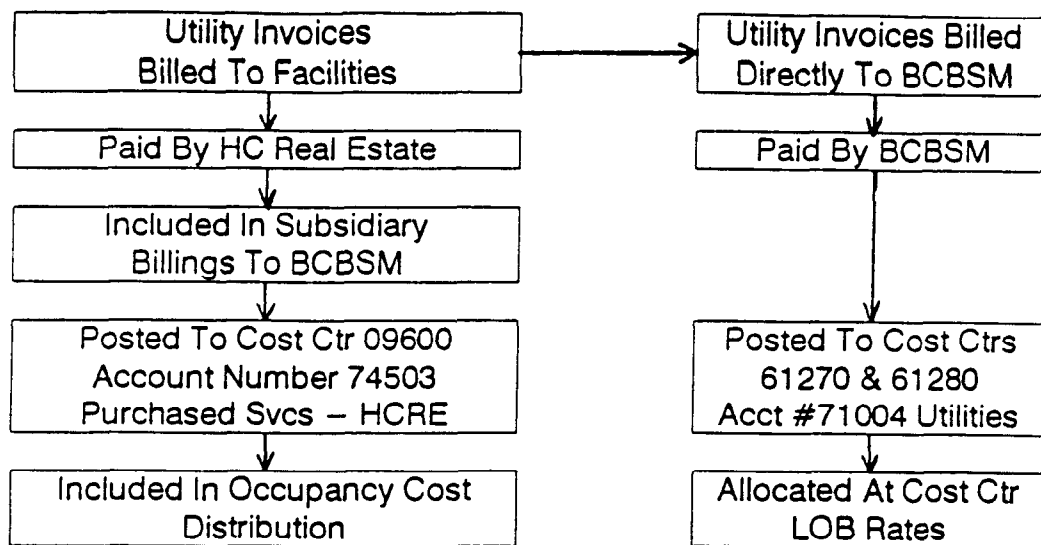 Utility Invoices
Billed To Facilities
Paid By HC Real Estate
Included In Subsidiary
Billings To BCBSM
Posted To Cost Ctr 09600
Account Number 74503
Purchased Svcs – HCRE
Included In Occupancy Cost
Distribution
Utility Invoices Billed
Directly To BCBSM
Paid By BCBSM
Posted To Cost Ctrs
61270 & 61280
Acct #71004 Utilities
Allocated At Cost Ctr
LOB Rates